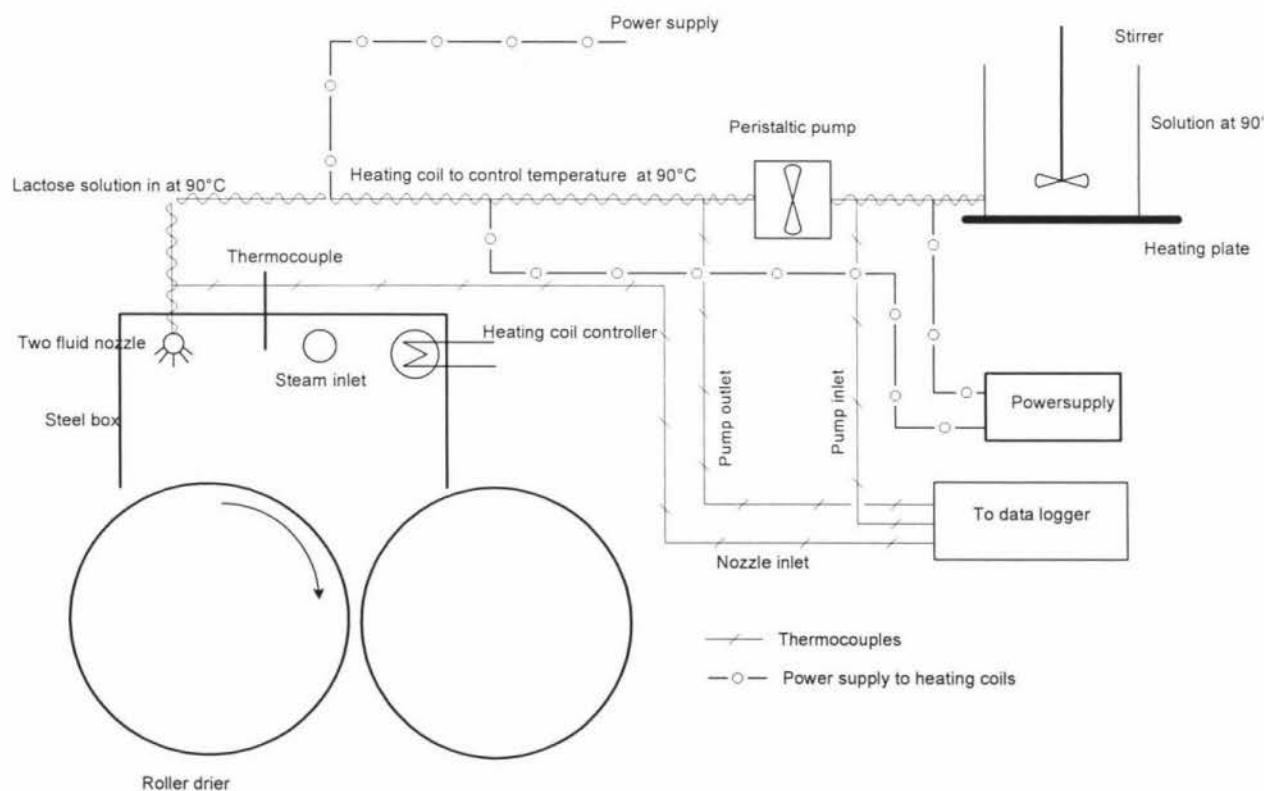 Power supply
Stirrer
Peristaltic pump
Solution at 90°
Lactose solution in at 90°C
Heating coil to control temperature at 90°C
Heating plate
Thermocouple
Two fluid nozzle
Heating coil controller
Steam inlet
Steel box
Pump outlet
Pump inlet
Powersupply
To data logger
Nozzle inlet
Thermocouples
Power supply to heating coils
Roller drier